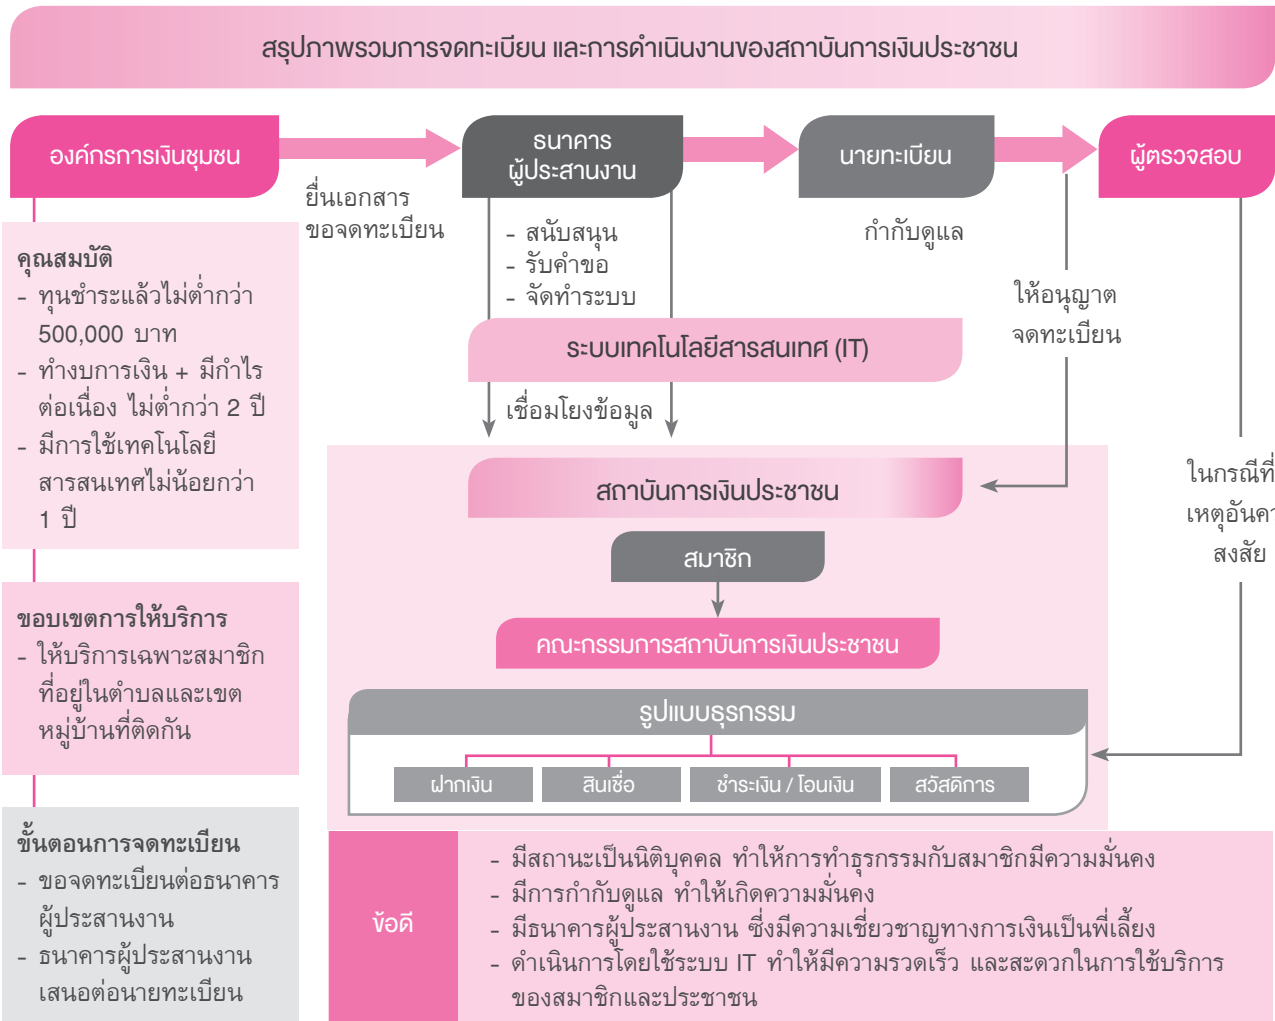 สรุปภาพรวมการจดทะเบียน และการดำเนินงานของสถาบันการเงินประชาชน
องค์กรการเงินชุมชน
ยื่นเอกสาร
ขอจดทะเบียน
ธนาคาร
ผู้ประสานงาน
นายทะเบียน
ผู้ตรวจสอบ
- สนับสนุน
- รับคำขอ
- จัดทำระบบ
กำกับดูแล
ให้อนุญาต
จดทะเบียน
คุณสมบัติ
- ทุนชำระแล้วไม่ต่ำกว่า
500,000 บาท
- ทำงบการเงิน + มีกำไร
ต่อเนื่อง ไม่ต่ำกว่า 2 ปี
- มีการใช้เทคโนโลยี
สารสนเทศไม่น้อยกว่า
1 ปี
ระบบเทคโนโลยีสารสนเทศ (IT)
เชื่อมโยงข้อมูล
สถาบันการเงินประชาชน
ในกรณีที่
เหตุอันคว
สงสัย
สมาชิก
คณะกรรมการสถาบันการเงินประชาชน
รูปแบบธุรกรรม
ฝากเงิน
สินเชื่อ
ชำระเงิน / โอนเงิน
สวัสดิการ
ขอบเขตการให้บริการ
- ให้บริการเฉพาะสมาชิก
ที่อยู่ในตำบลและเขต
หมู่บ้านที่ติดกัน
ขั้นตอนการจดทะเบียน
- ขอจดทะเบียนต่อธนาคาร
ผู้ประสานงาน
- ธนาคารผู้ประสานงาน
เสนอต่อนายทะเบียน
ข้อดี
- มีสถานะเป็นนิติบุคคล ทำให้การทำธุรกรรมกับสมาชิกมีความมั่นคง
- มีการกำกับดูแล ทำให้เกิดความมั่นคง
- มีธนาคารผู้ประสานงาน ซึ่งมีความเชี่ยวชาญทางการเงินเป็นพี่เลี้ยง
- ดำเนินการโดยใช้ระบบ IT ทำให้มีความรวดเร็ว และสะดวกในการใช้บริการ
ของสมาชิกและประชาชน